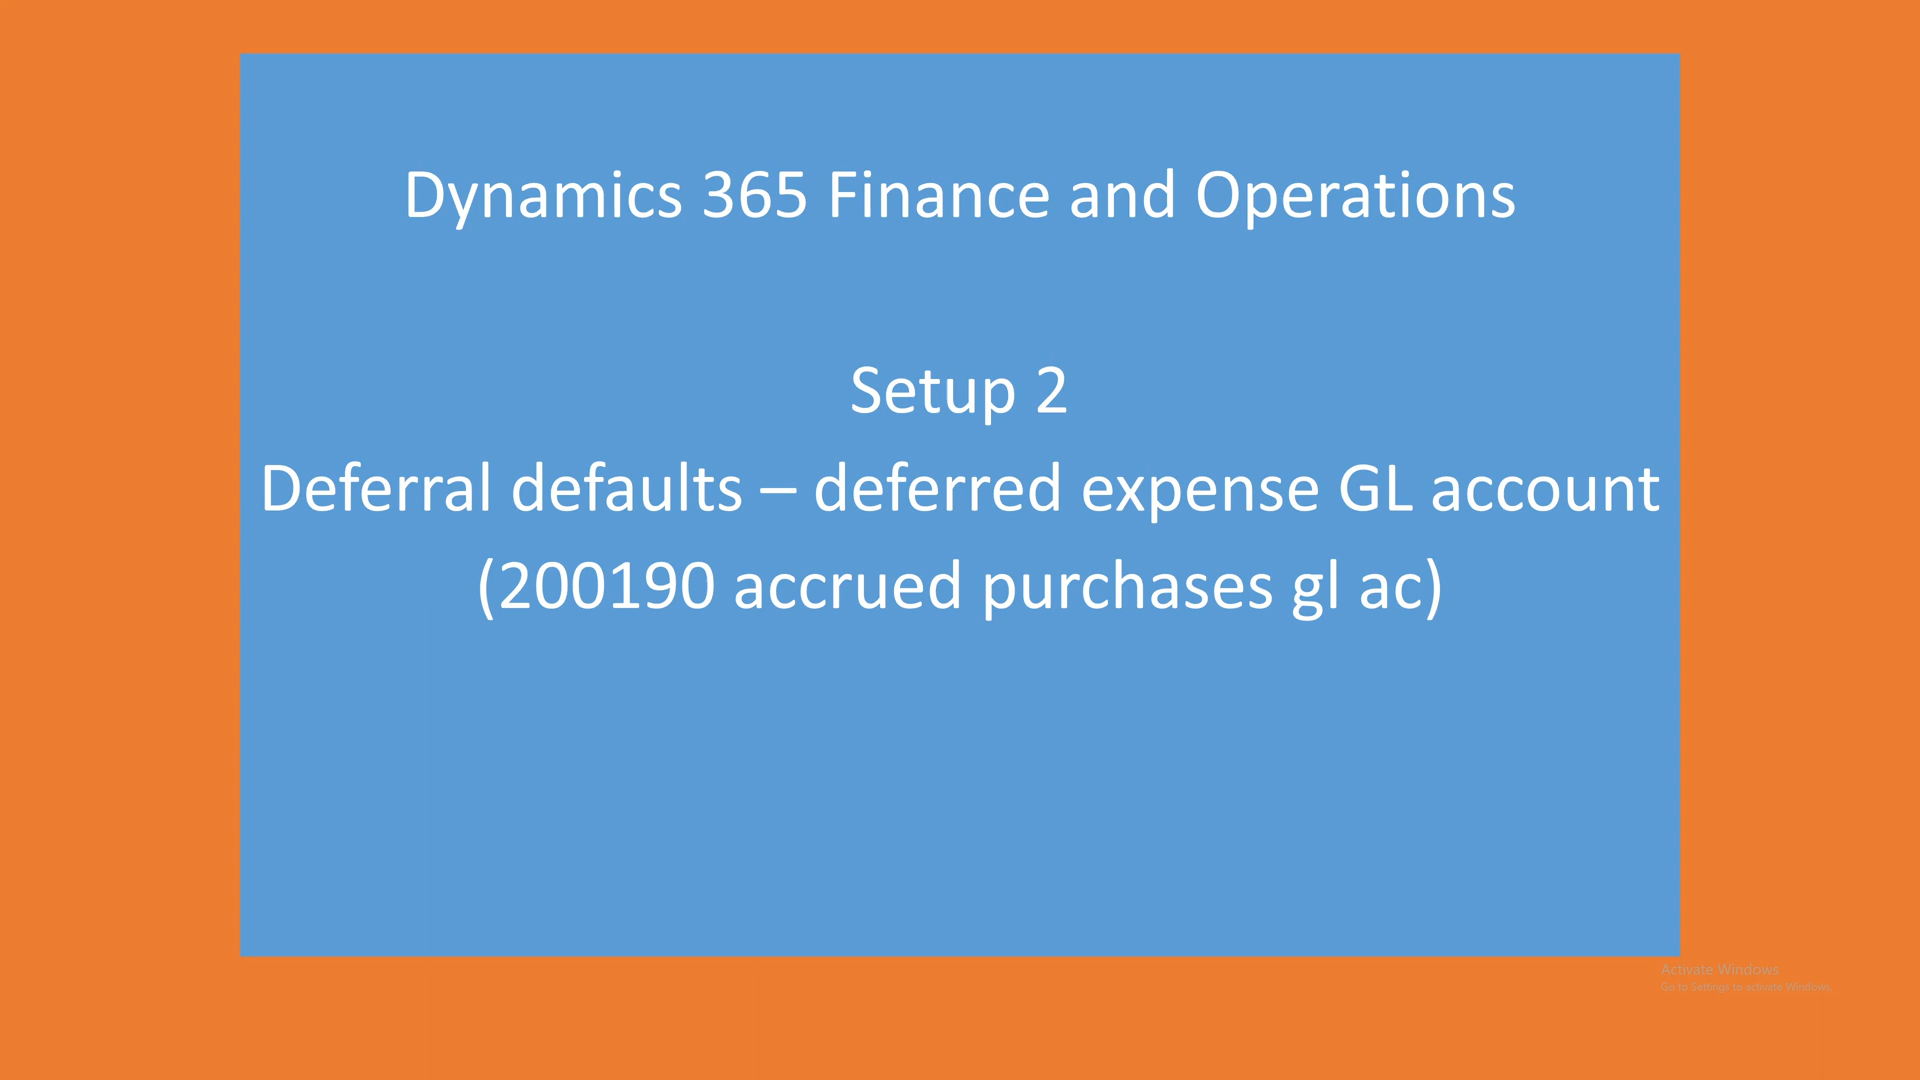 Dynamics 365 Finance and Operations
Setup 2
Deferral defaults – deferred expense GL account
(200190 accrued purchases gl ac)
Activate Windows
Go to Settings to activate Windows.